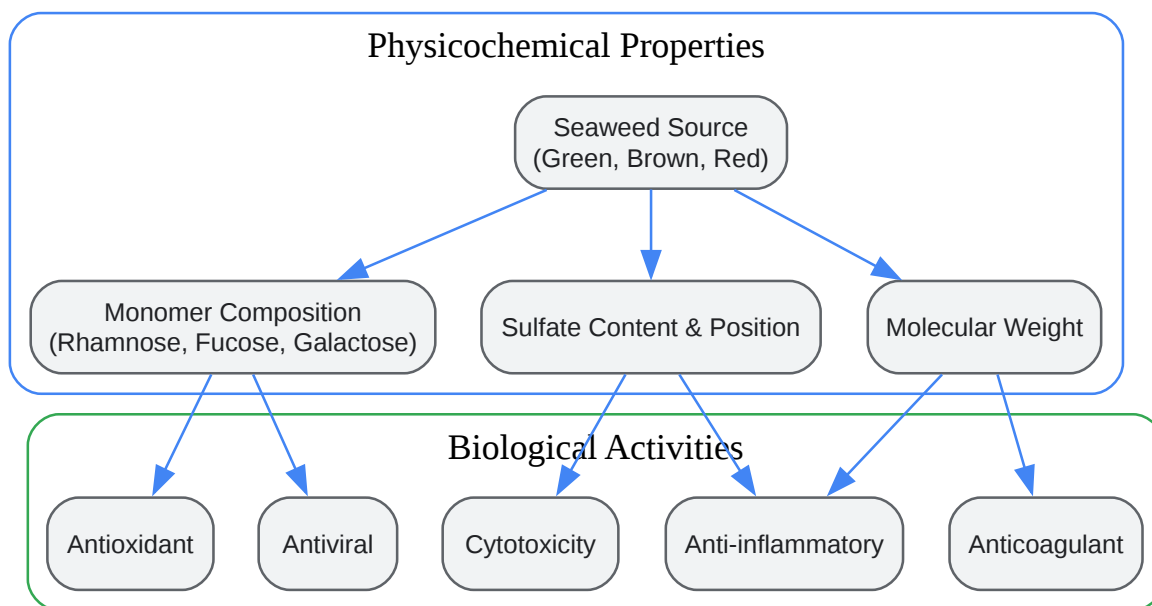 Physicochemical Properties
Seaweed Source
(Green, Brown, Red)
Monomer Composition
(Rhamnose, Fucose, Galactose)
Sulfate Content & Position
Molecular Weight
Biological Activities
Antioxidant
Antiviral
Cytotoxicity
Anti-inflammatory
Anticoagulant